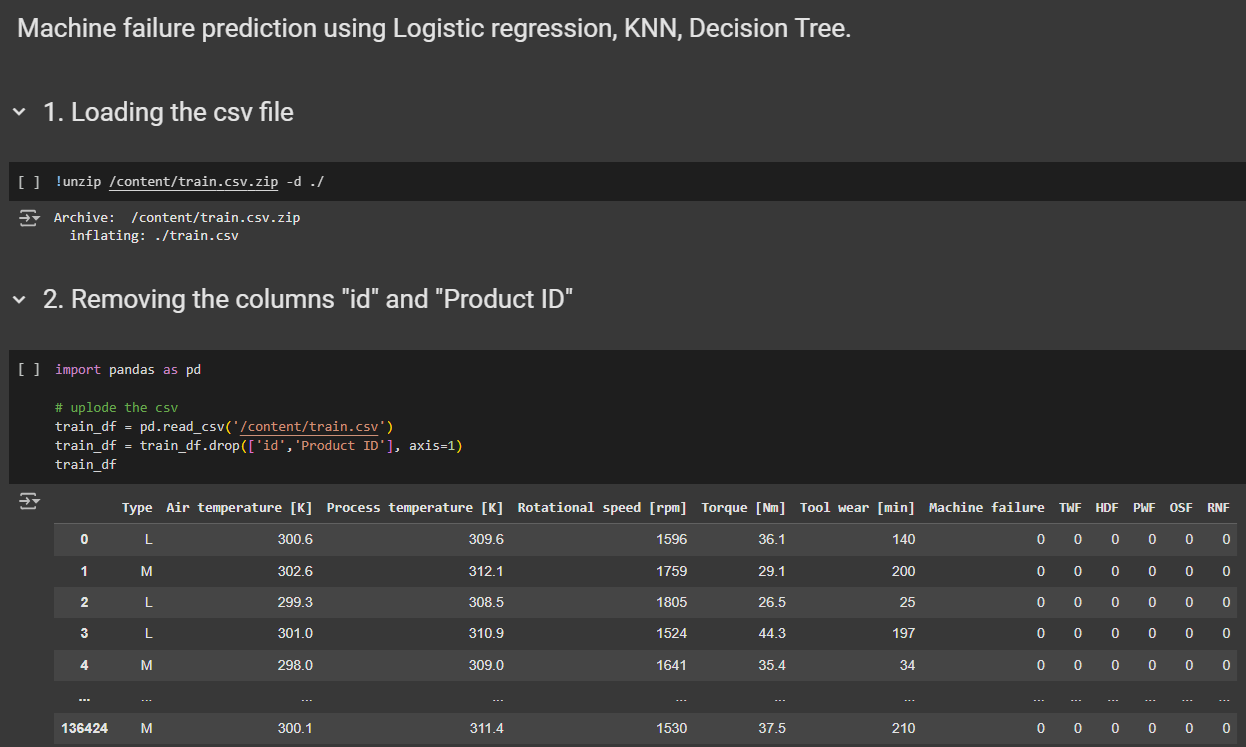 Machine failure prediction using Logistic regression, KNN, Decision Tree.
1. Loading the csv file
[ ] !unzip /content/train.csv.zip -d ./
Archive:  /content/train.csv.zip
  inflating: ./train.csv
2. Removing the columns "id" and "Product ID"
[ ] import pandas as pd
# uplode the csv
train_df = pd.read_csv('/content/train.csv')
train_df = train_df.drop(['id','Product ID'], axis=1)
train_df
Type Air temperature [K] Process temperature [K] Rotational speed [rpm] Torque [Nm] Tool wear [min] Machine failure TWF HDF PWF OSF RNF
0 L 300.6 309.6 1596 36.1 140 0 0 0 0 0 0
1 M 302.6 312.1 1759 29.1 200 0 0 0 0 0 0
2 L 299.3 308.5 1805 26.5 25 0 0 0 0 0 0
3 L 301.0 310.9 1524 44.3 197 0 0 0 0 0 0
4 M 298.0 309.0 1641 35.4 34 0 0 0 0 0 0
... ... ... ... ... ... ... ... ... ... ... ... ...
136424 M 300.1 311.4 1530 37.5 210 0 0 0 0 0 0